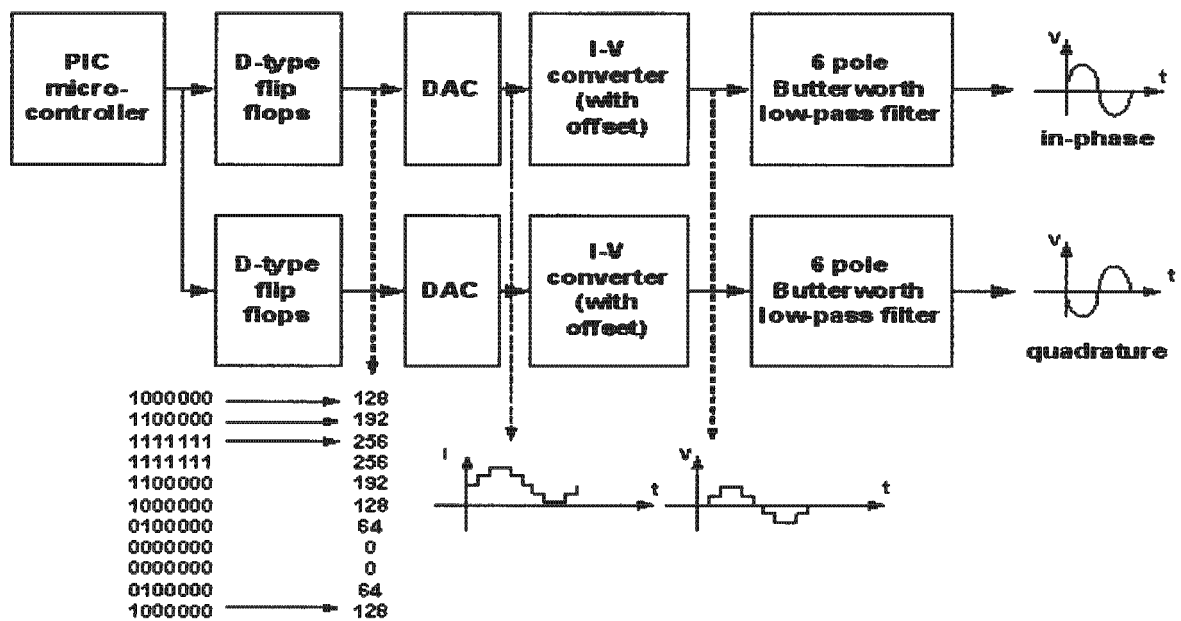 PIC
micro-
controller
D-type
flip
flops
DAC
I-V
converter
(with
offset)
6 pole
Butterworth
low-pass filter
V
t
in-phase
D-type
flip
flops
DAC
I-V
converter
(with
offset)
6 pole
Butterworth
low-pass filter
V
t
quadrature
1000000 128
1100000 192
1111111 256
1111111 256
1100000 192
1000000 128
0100000 64
0000000 0
0000000 0
0100000 64
1000000 128
I
t
V
t